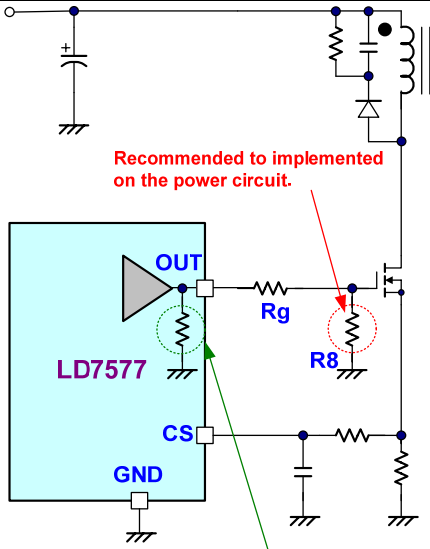 +
Recommended to implemented
on the power circuit.
OUT
Rg
R8
LD7577
CS
GND